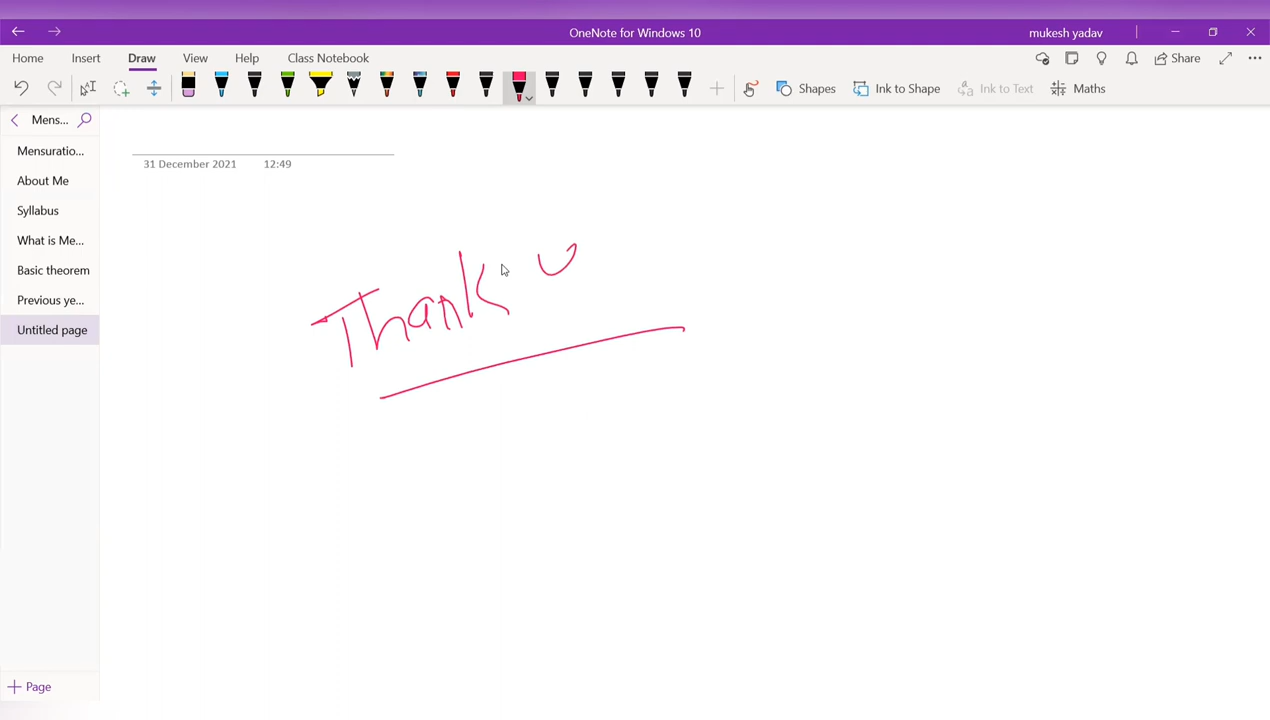 OneNote for Windows 10
mukesh yadav
Home Insert Draw View Help Class Notebook Share
Shapes Ink to Shape Ink to Text Maths
Mens...
Mensuratio...
About Me
Syllabus
What is Me...
Basic theorem
Previous ye...
Untitled page
31 December 2021 12:49
Thank U
+ Page